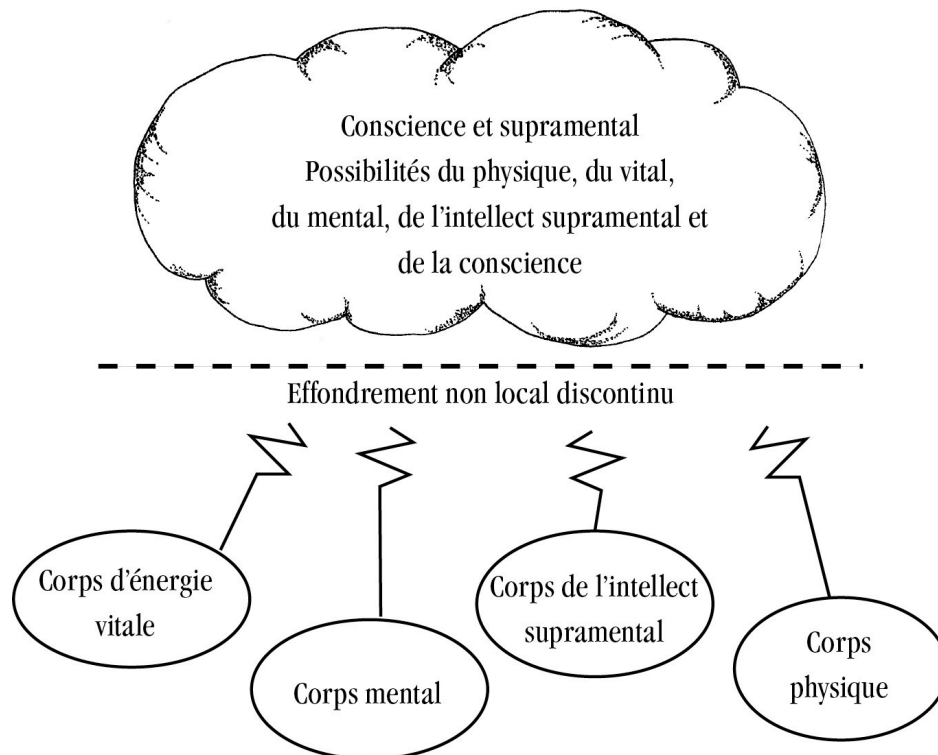 Conscience et supramental
Possibilités du physique, du vital,
du mental, de l'intellect supramental et
de la conscience
Effondrement non local discontinu
Corps d'énergie
vitale
Corps mental
Corps de l'intellect
supramental
Corps
physique